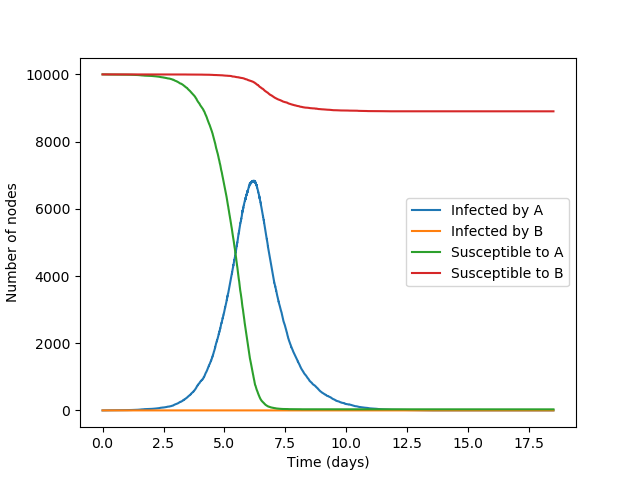 10000
8000
6000
4000
2000
0
Number of nodes
Infected by A
Infected by B
Susceptible to A
Susceptible to B
0.0 2.5 5.0 7.5 10.0 12.5 15.0 17.5
Time (days)